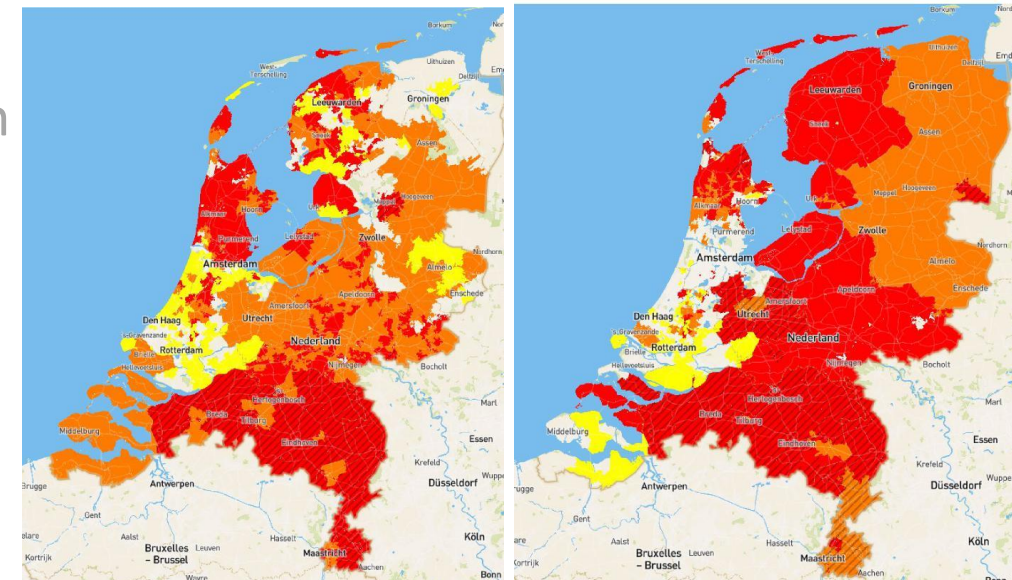 n
Borkum
West-
Terschelling
Uithuizen
Delfzijl
Leeuwarden
Groningen
Sneek
Assen
Hoogeveen
Meppel
Urk
Alkmaar
Hoorn
Purmerend
Lelystad
Zwolle
Nordhorn
Amsterdam
Almelo
Enschede
Apeldoorn
Amersfoort
Den Haag
Utrecht
's-Gravenzande
Rotterdam
Nederland
Brielle
Hellevoetsluis
Nijmegen
Bocholt
's-
Hertogenbosch
Marl
Breda
Tilburg
Middelburg
Eindhoven
Essen
Krefeld
Brugge
Antwerpen
Düsseldorf
Gent
Aalst
Hasselt
Köln
Bruxelles
– Brussel
Leuven
Maastricht
Kortrijk
Aachen
Bonn
Wavre
Borkum
West-
Terschelling
Uithuizen
Delfzijl
Leeuwarden
Groningen
Sneek
Assen
Hoogeveen
Meppel
Urk
Alkmaar
Hoorn
Purmerend
Lelystad
Zwolle
Nordhorn
Amsterdam
Almelo
Enschede
Apeldoorn
Amersfoort
Den Haag
Utrecht
's-Gravenzande
Rotterdam
Nederland
Brielle
Hellevoetsluis
Nijmegen
Bocholt
's-
Hertogenbosch
Marl
Breda
Tilburg
Middelburg
Eindhoven
Essen
Krefeld
Antwerpen
Düsseldorf
Gent
Aalst
Hasselt
Köln
Bruxelles
– Brussel
Leuven
Maastricht
Kortrijk
Aachen